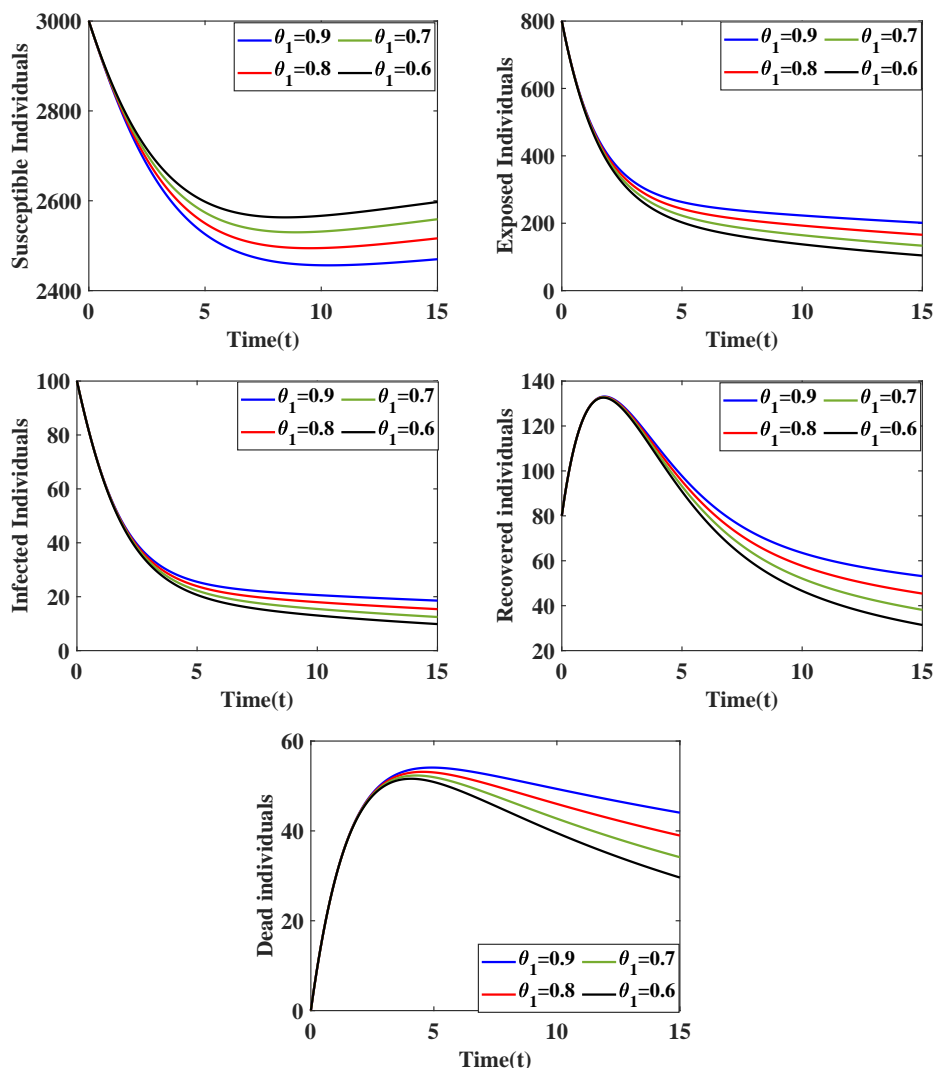 Susceptible Individuals
3000
2800
2600
2400
0 5 10 15
Time(t)
θ1=0.9 θ1=0.7
θ1=0.8 θ1=0.6
Exposed Individuals
800
600
400
200
0
0 5 10 15
Time(t)
θ1=0.9 θ1=0.7
θ1=0.8 θ1=0.6
Infected Individuals
100
80
60
40
20
0
0 5 10 15
Time(t)
θ1=0.9 θ1=0.7
θ1=0.8 θ1=0.6
Recovered individuals
140
120
100
80
60
40
20
0 5 10 15
Time(t)
θ1=0.9 θ1=0.7
θ1=0.8 θ1=0.6
Dead individuals
60
40
20
0
0 5 10 15
Time(t)
θ1=0.9 θ1=0.7
θ1=0.8 θ1=0.6